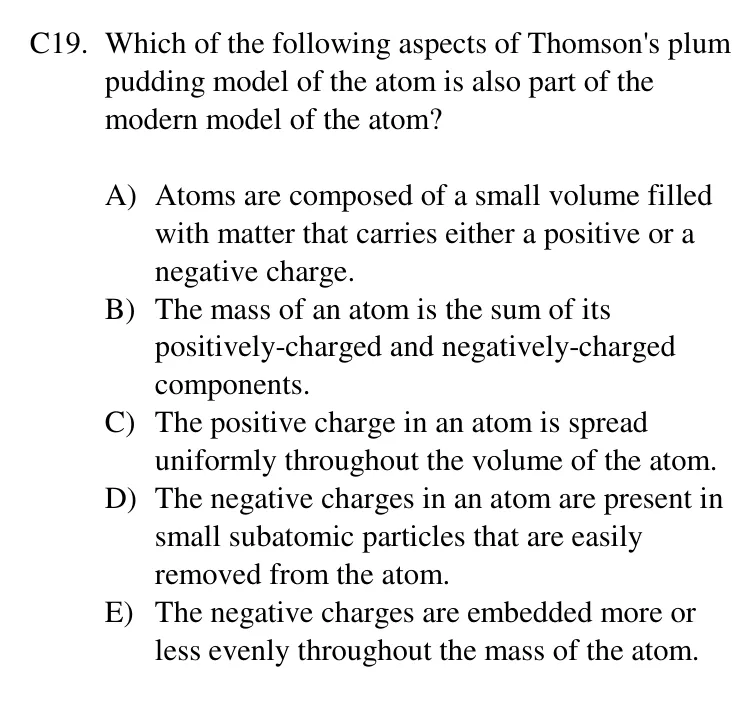 C19. Which of the following aspects of Thomson's plum
pudding model of the atom is also part of the
modern model of the atom?
A) Atoms are composed of a small volume filled
with matter that carries either a positive or a
negative charge.
B) The mass of an atom is the sum of its
positively-charged and negatively-charged
components.
C) The positive charge in an atom is spread
uniformly throughout the volume of the atom.
D) The negative charges in an atom are present in
small subatomic particles that are easily
removed from the atom.
E) The negative charges are embedded more or
less evenly throughout the mass of the atom.